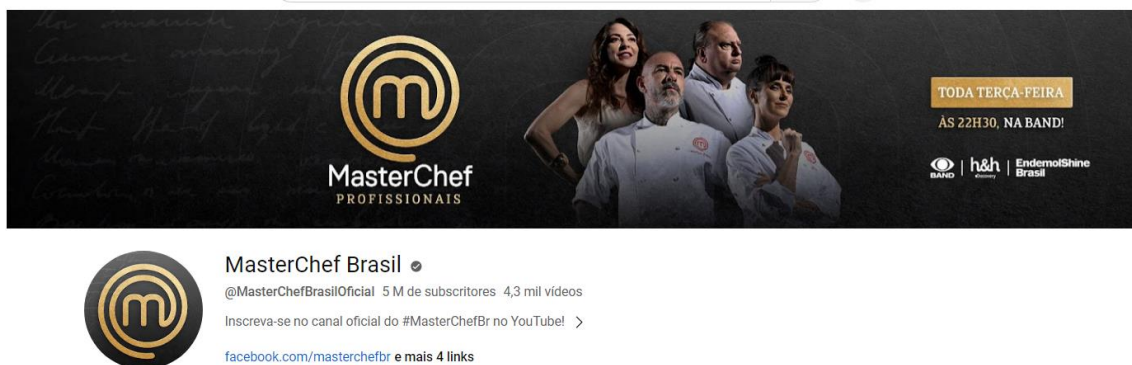 MasterChef
PROFISSIONAIS
TODA TERÇA-FEIRA
ÀS 22H30, NA BAND!
BAND | h&h discovery | EndemolShine Brasil
MasterChef Brasil
@MasterChefBrasilOficial 5 M de subscritores 4,3 mil vídeos
Inscreva-se no canal oficial do #MasterChefBr no YouTube! >
facebook.com/masterchefbr e mais 4 links